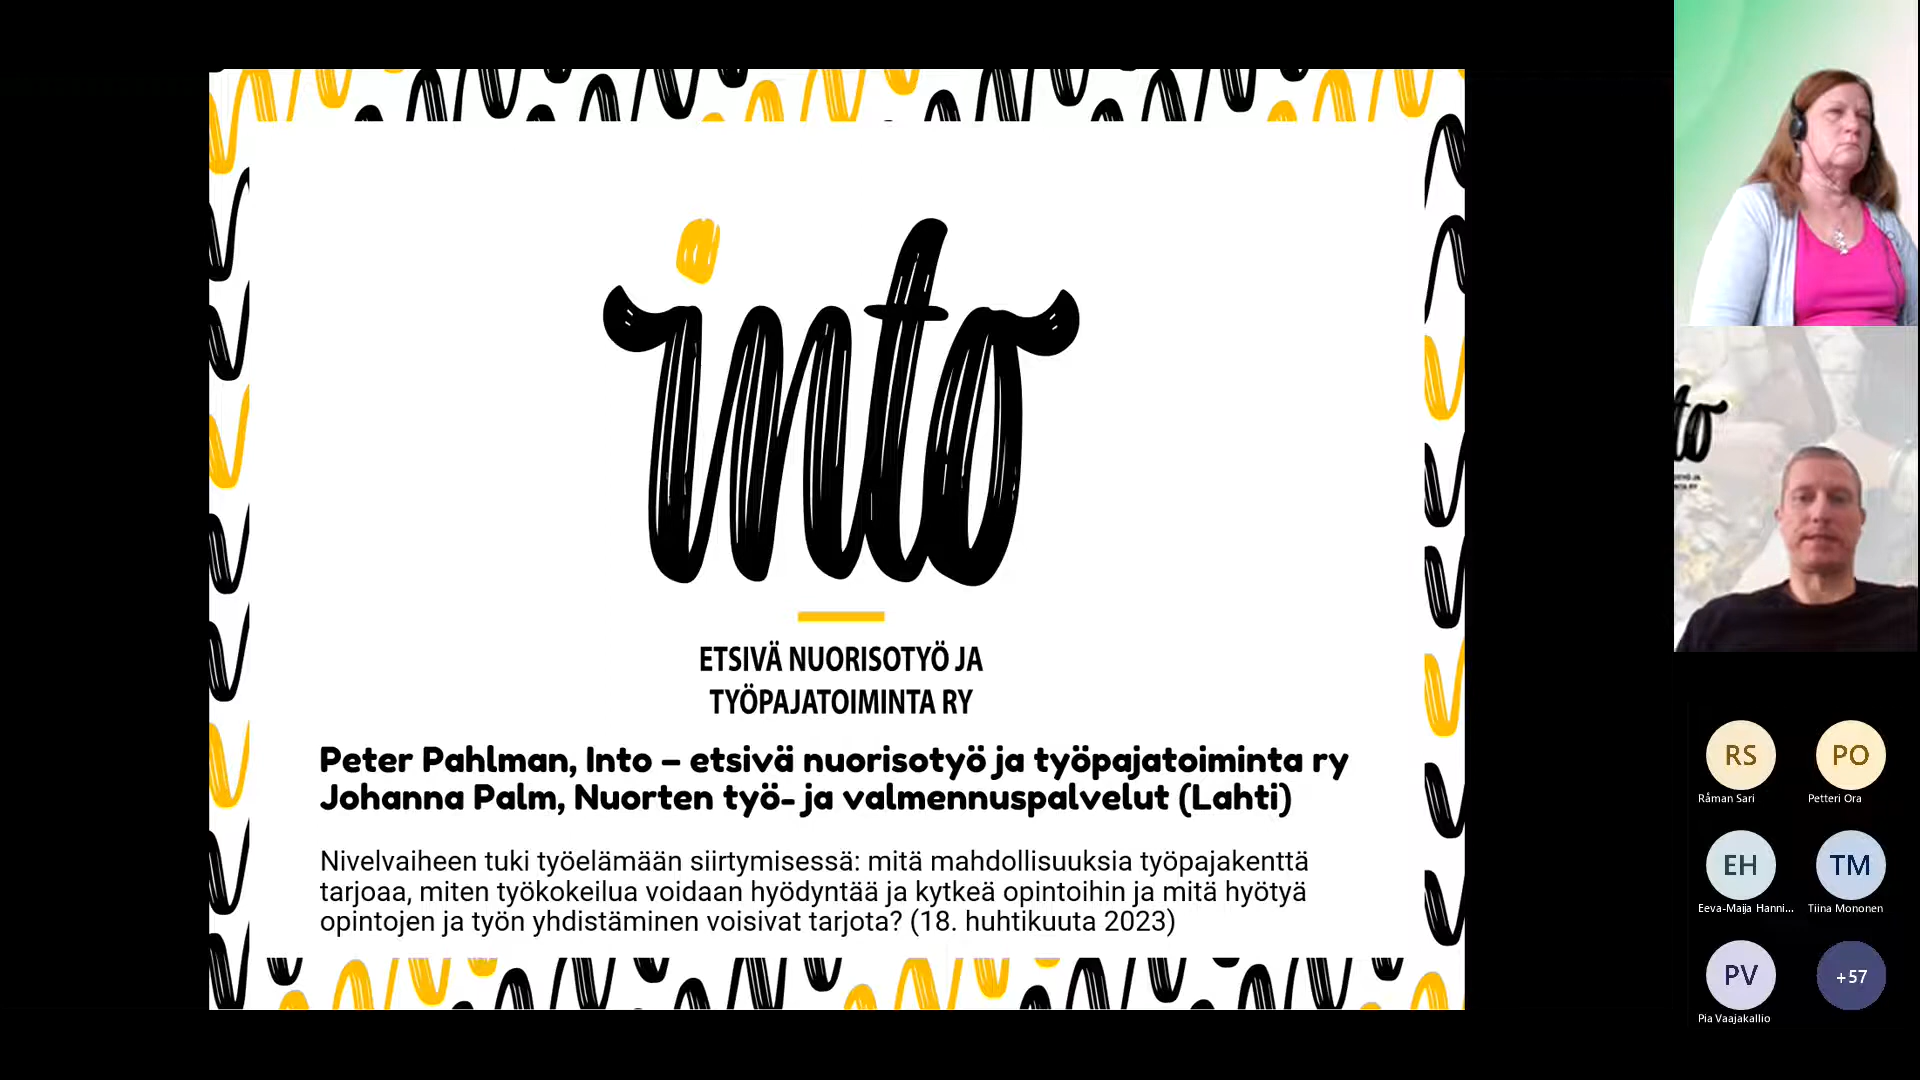 into
ETSIVÄ NUORISOTYÖ JA
TYÖPAJATOIMINTA RY
Peter Pahlman, Into – etsivä nuorisotyö ja työpajatoiminta ry
Johanna Palm, Nuorten työ- ja valmennuspalvelut (Lahti)
Nivelvaiheen tuki työelämään siirtymisessä: mitä mahdollisuuksia työpajakenttä
tarjoaa, miten työkokeilua voidaan hyödyntää ja kytkeä opintoihin ja mitä hyötyä
opintojen ja työn yhdistäminen voisivat tarjota? (18. huhtikuuta 2023)
RS
Råman Sari
PO
Petteri Ora
EH
Eeva-Maija Hanni...
TM
Tiina Mononen
PV
Pia Vaajakallio
+57